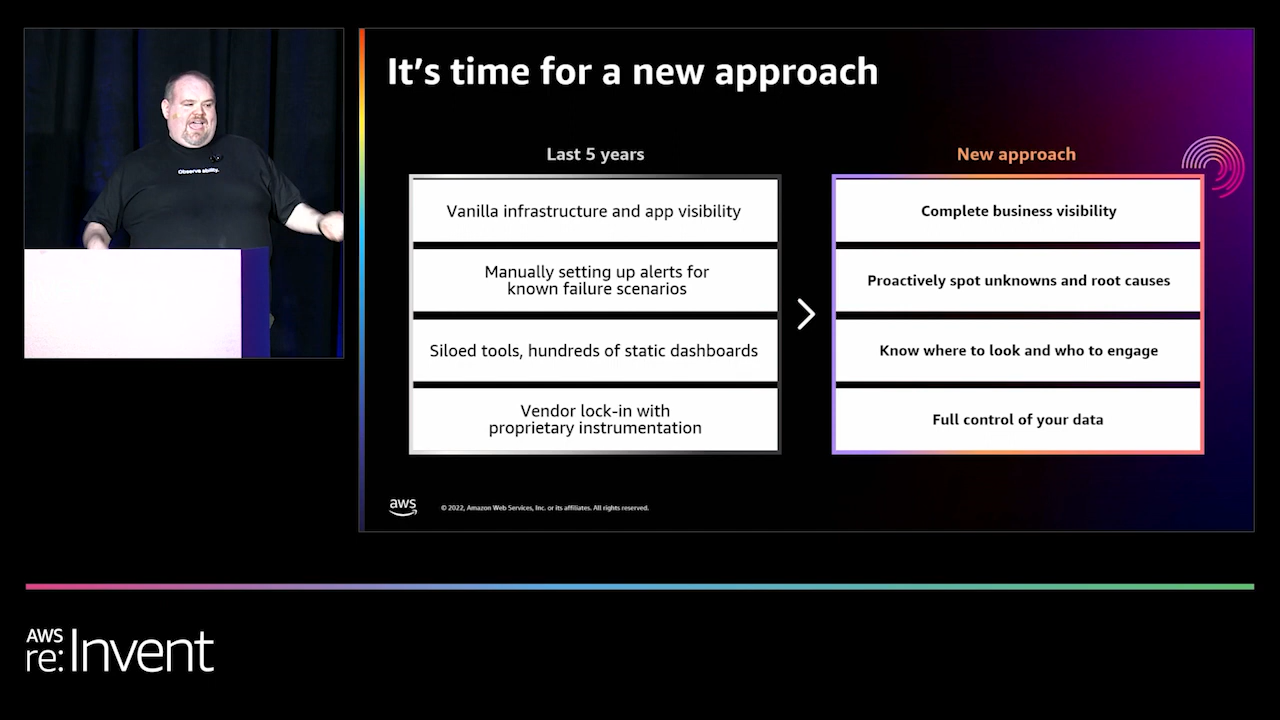 It's time for a new approach
Last 5 years
Vanilla infrastructure and app visibility
Manually setting up alerts for
known failure scenarios
Siloed tools, hundreds of static dashboards
Vendor lock-in with
proprietary instrumentation
New approach
Complete business visibility
Proactively spot unknowns and root causes
Know where to look and who to engage
Full control of your data
Observe ability.
aws
© 2022, Amazon Web Services, Inc. or its affiliates. All rights reserved.
AWS
re:Invent